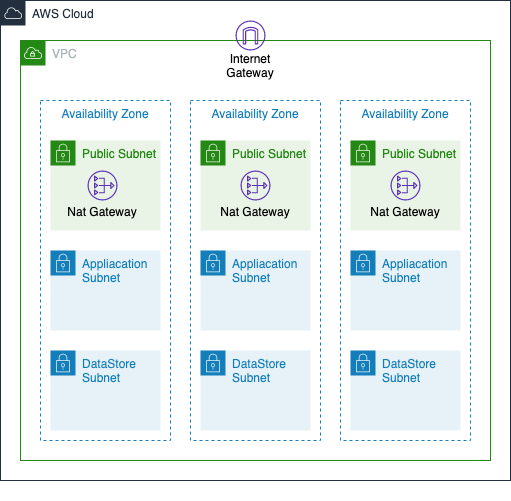 AWS Cloud
Internet
Gateway
VPC
Availability Zone
Public Subnet
Nat Gateway
Appliacation
Subnet
DataStore
Subnet
Availability Zone
Public Subnet
Nat Gateway
Appliacation
Subnet
DataStore
Subnet
Availability Zone
Public Subnet
Nat Gateway
Appliacation
Subnet
DataStore
Subnet